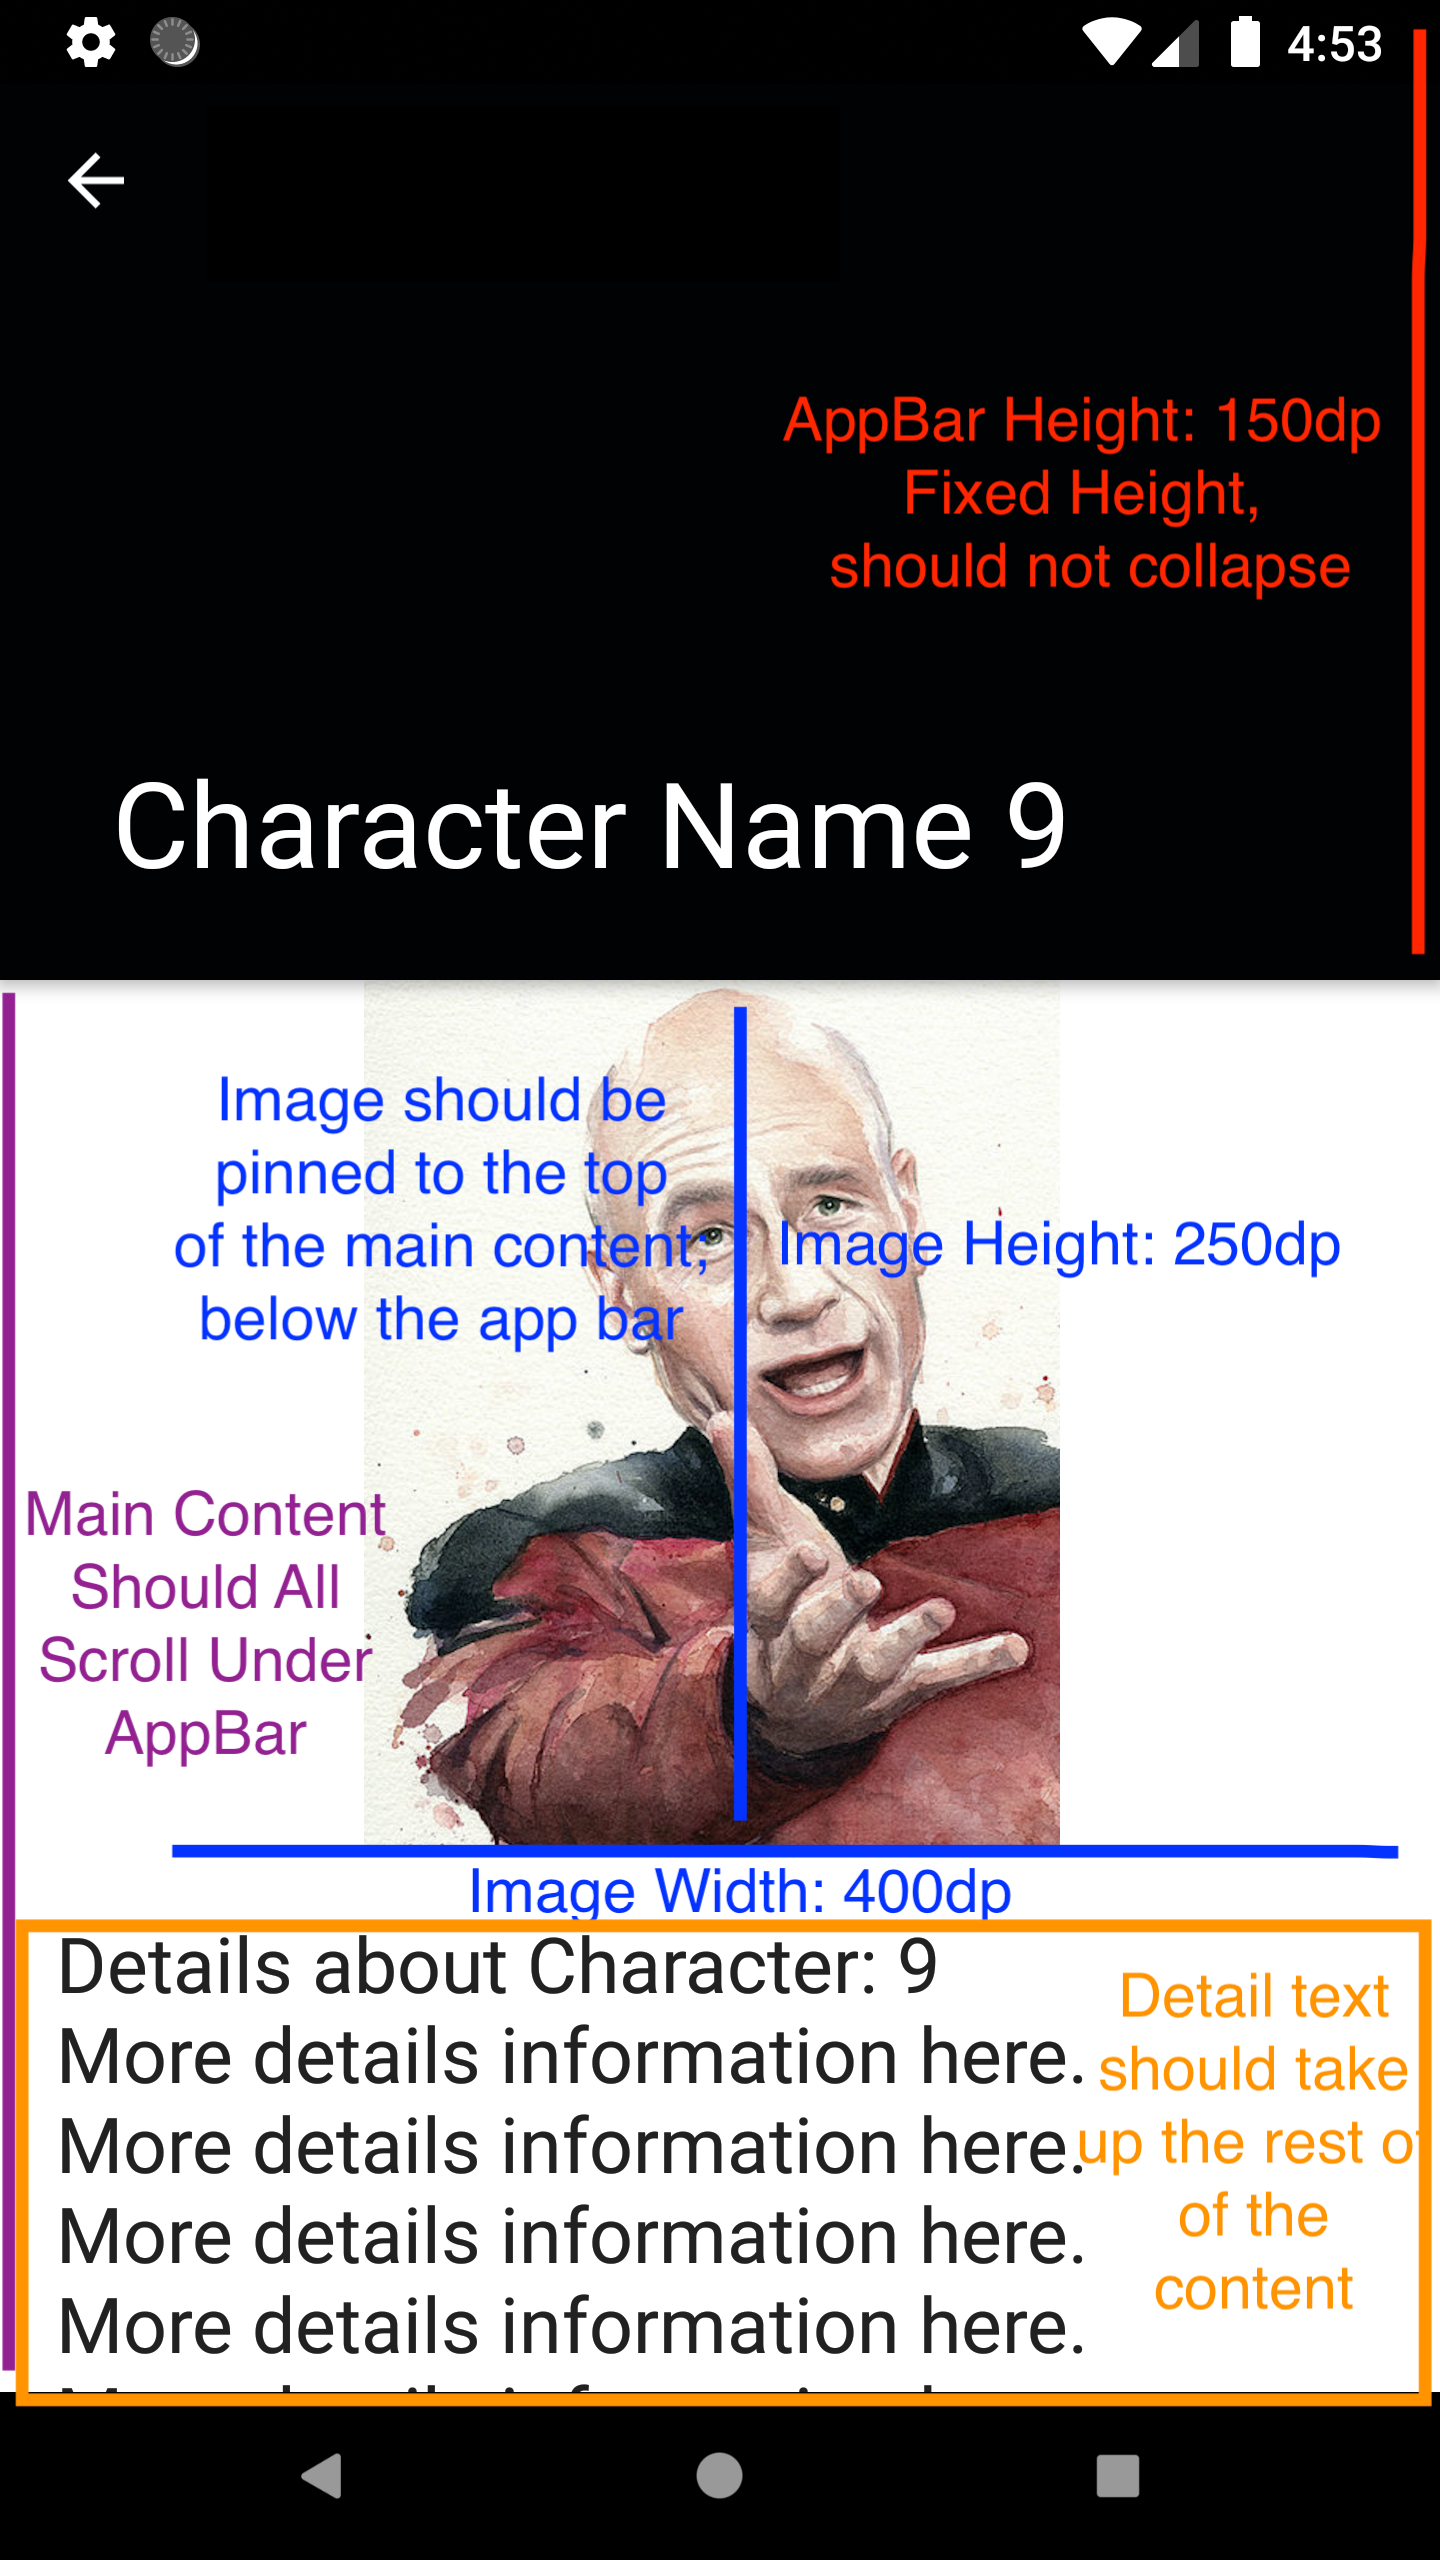 4:53
AppBar Height: 150dp
Fixed Height,
should not collapse
Character Name 9
Image should be
pinned to the top
of the main content;
below the app bar
Image Height: 250dp
Main Content
Should All
Scroll Under
AppBar
Image Width: 400dp
Details about Character: 9
More details information here.
More details information here.
More details information here.
More details information here.
Detail text
should take
up the rest of
of the
content